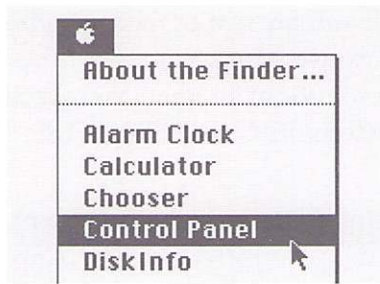 About the Finder...
Alarm Clock
Calculator
Chooser
Control Panel
DiskInfo